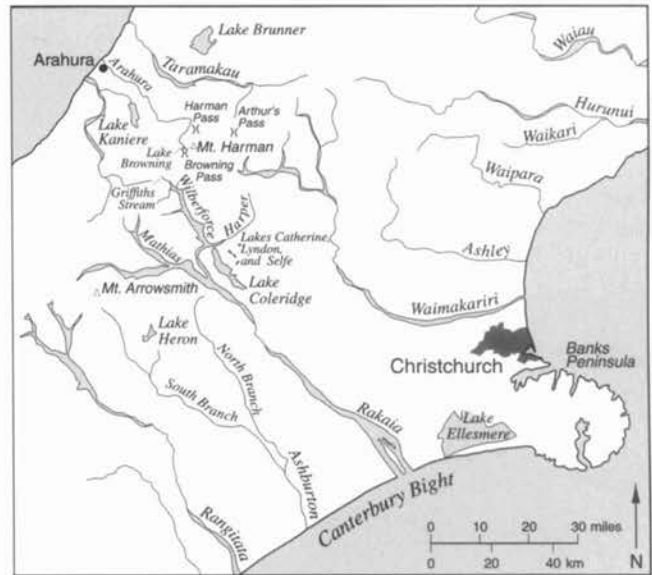 Lake Brunner
Waiau
Arahura
Arahura
Taramakau
Hurunui
Harman
Pass
Arthur's
Pass
Waikari
Lake
Kaniere
Mt. Harman
Lake
Browning
Browning
Pass
Waipara
Griffiths
Stream
Wilberforce
Harper
Mathias
Lakes Catherine,
Lyndon,
and Selfe
Ashley
Lake
Coleridge
Mt. Arrowsmith
Waimakariri
Lake
Heron
North Branch
Christchurch
Banks
Peninsula
South Branch
Rakaia
Lake
Ellesmere
Ashburton
Canterbury Bight
Rangitata
0 10 20 30 miles
0 20 40 km
N